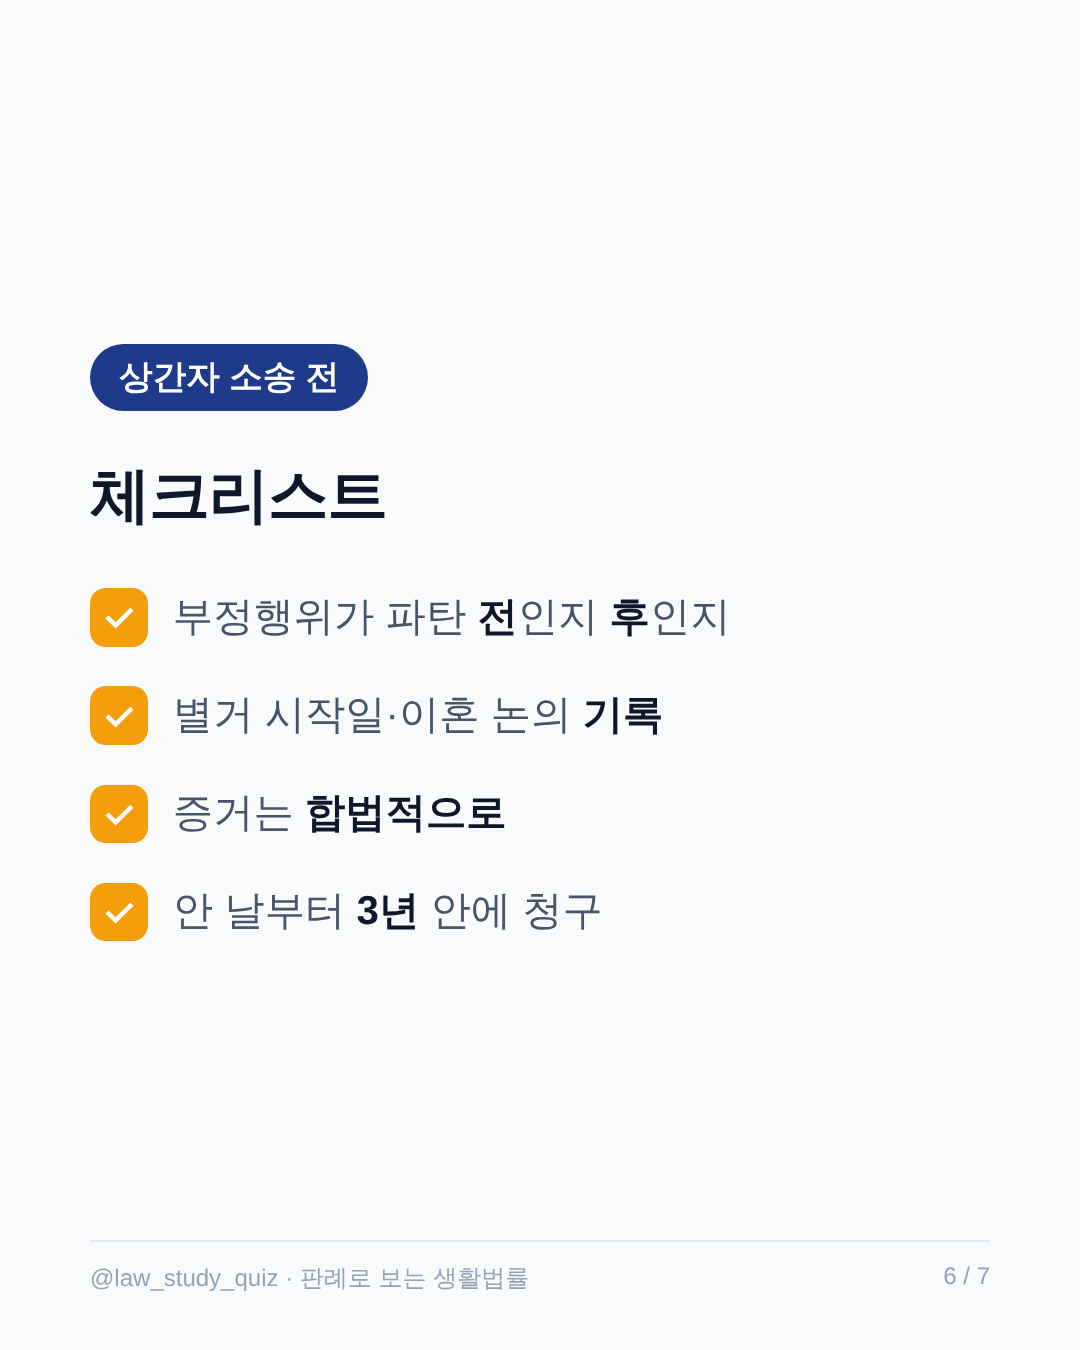 상간자 소송 전
체크리스트
부정행위가 파탄 전인지 후인지
별거 시작일·이혼 논의 기록
증거는 합법적으로
안 날부터 3년 안에 청구
@law_study_quiz · 판례로 보는 생활법률
6 / 7